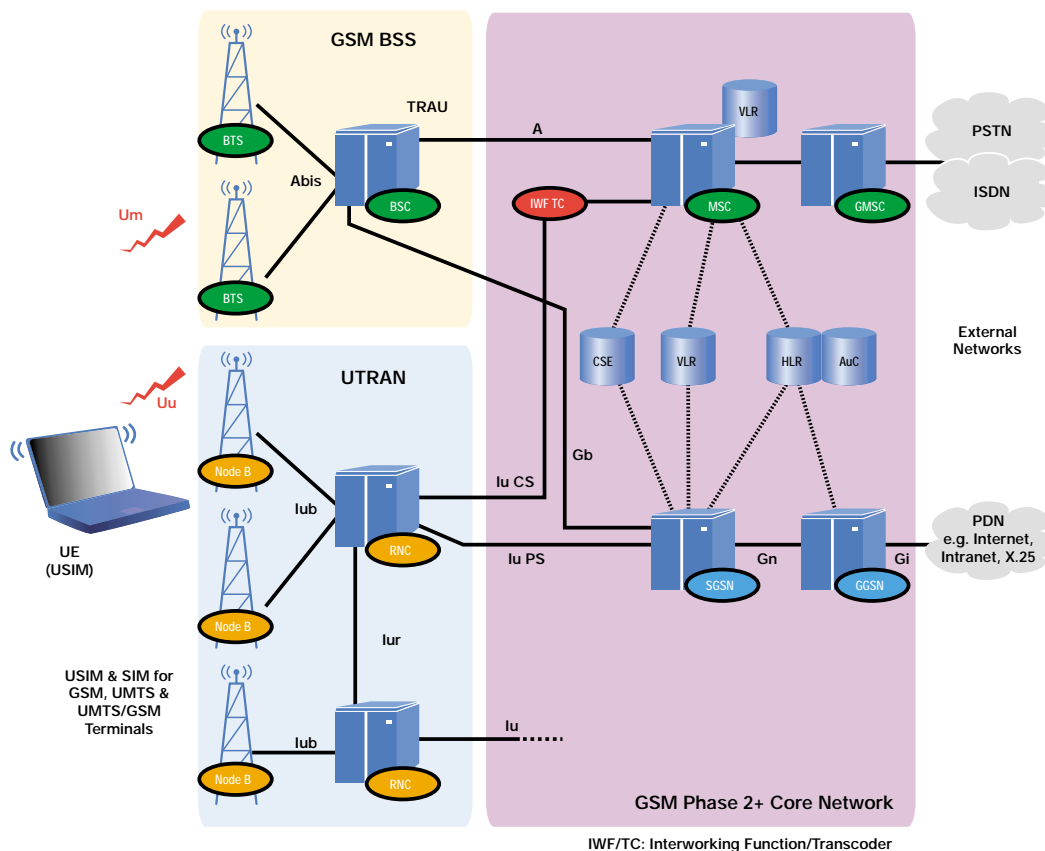 GSM BSS
TRAU
A
VLR
PSTN
BTS
Abis
BSC
IWF TC
MSC
GMSC
ISDN
Um
BTS
CSE
VLR
HLR
AuC
External
Networks
UTRAN
Uu
Node B
Iub
Iu CS
Gb
RNC
Iu PS
Gn
Gi
PDN
e.g. Internet,
Intranet, X.25
UE
(USIM)
SGSN
GGSN
Node B
Iur
USIM & SIM for
GSM, UMTS &
UMTS/GSM
Terminals
Iub
Iu
Node B
RNC
GSM Phase 2+ Core Network
IWF/TC: Interworking Function/Transcoder